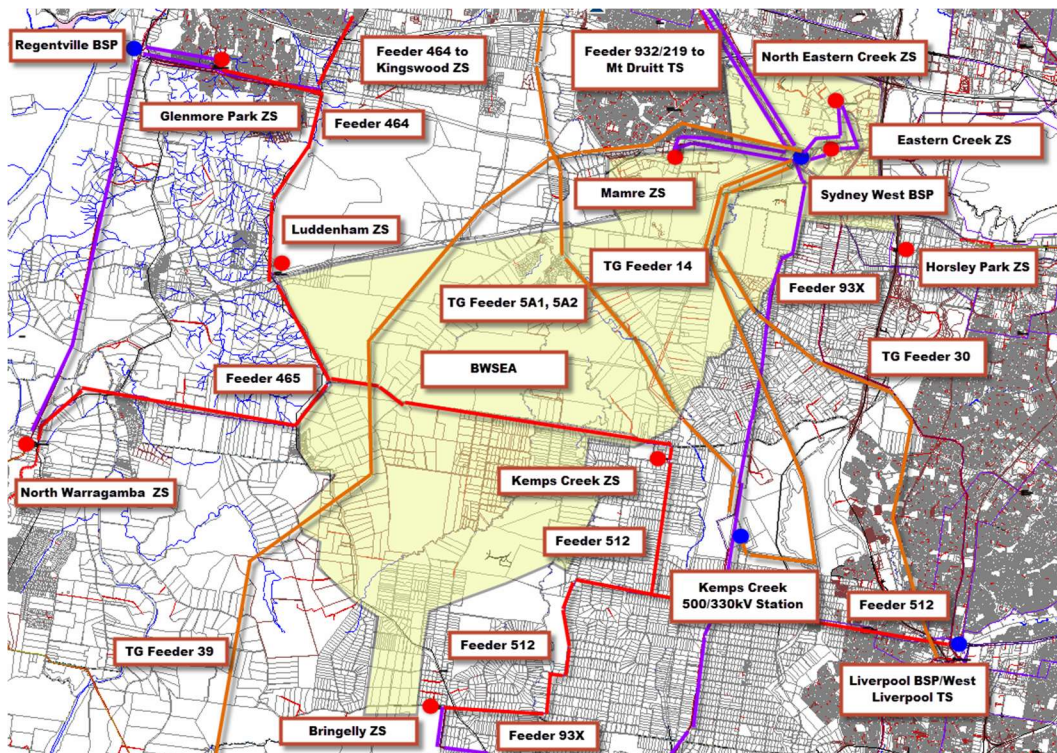 Regentville BSP
Feeder 464 to
Kingswood ZS
Feeder 932/219 to
Mt Druitt TS
North Eastern Creek ZS
Glenmore Park ZS
Feeder 464
Eastern Creek ZS
Mamre ZS
Sydney West BSP
Luddenham ZS
TG Feeder 14
Horsley Park ZS
TG Feeder 5A1, 5A2
Feeder 93X
BWSEA
TG Feeder 30
Feeder 465
North Warragamba ZS
Kemps Creek ZS
Feeder 512
Kemps Creek
500/330kV Station
Feeder 512
TG Feeder 39
Feeder 512
Liverpool BSP/West
Liverpool TS
Bringelly ZS
Feeder 93X